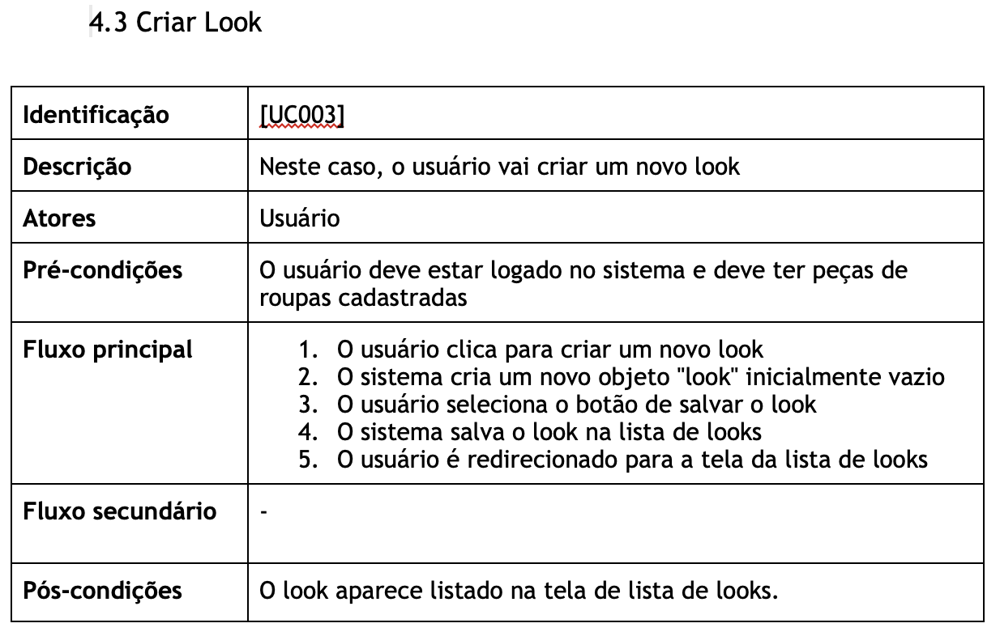 4.3 Criar Look
Identificação
[UC003]
Descrição
Neste caso, o usuário vai criar um novo look
Atores
Usuário
Pré-condições
O usuário deve estar logado no sistema e deve ter peças de
roupas cadastradas
Fluxo principal
1. O usuário clica para criar um novo look
2. O sistema cria um novo objeto "look" inicialmente vazio
3. O usuário seleciona o botão de salvar o look
4. O sistema salva o look na lista de looks
5. O usuário é redirecionado para a tela da lista de looks
Fluxo secundário
-
Pós-condições
O look aparece listado na tela de lista de looks.